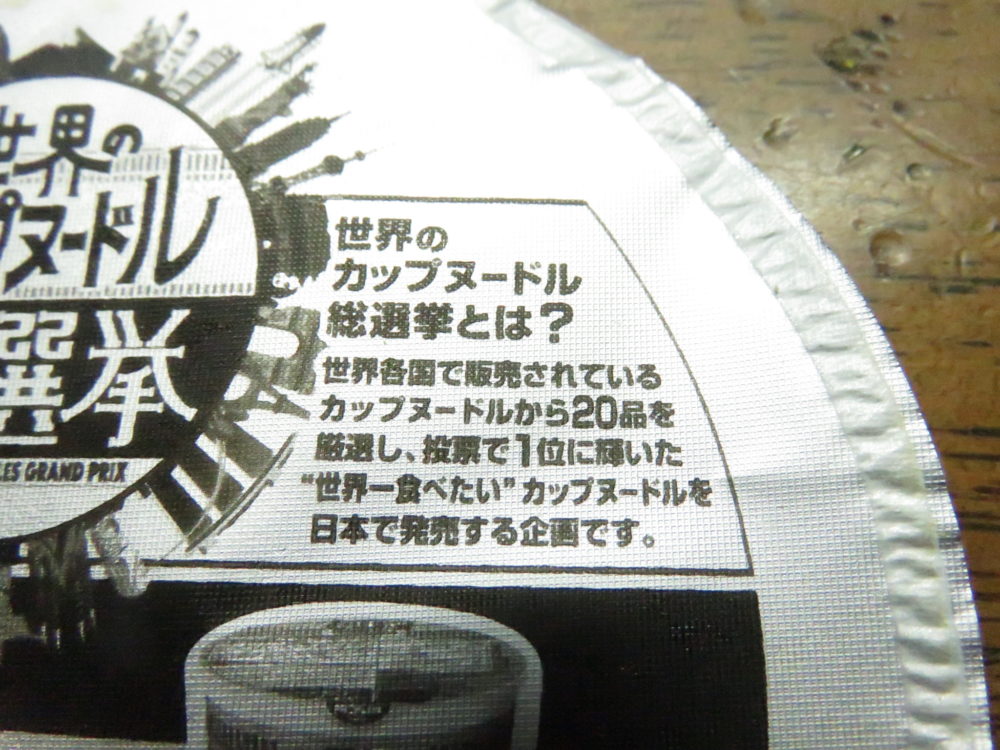 世界の
プヌードル
選挙
LES GRAND PRIX
世界の
カップヌードル
総選挙とは？
世界各国で販売されている
カップヌードルから20品を
厳選し、投票で1位に輝いた
“世界一食べたい”カップヌードルを
日本で発売する企画です。